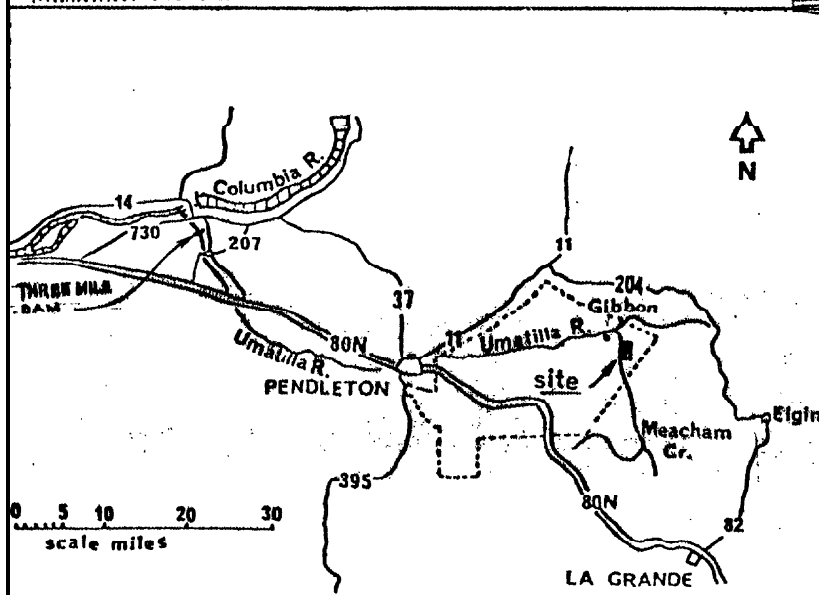 N
Columbia R.
14
730
207
11
THREE MILE
DAM
37
204
Gibbon
11
Umatilla R.
80N
Umatilla R.
PENDLETON
site
Meacham
Cr.
Elgin
395
80N
82
0 5 10 20 30
scale miles
LA GRANDE